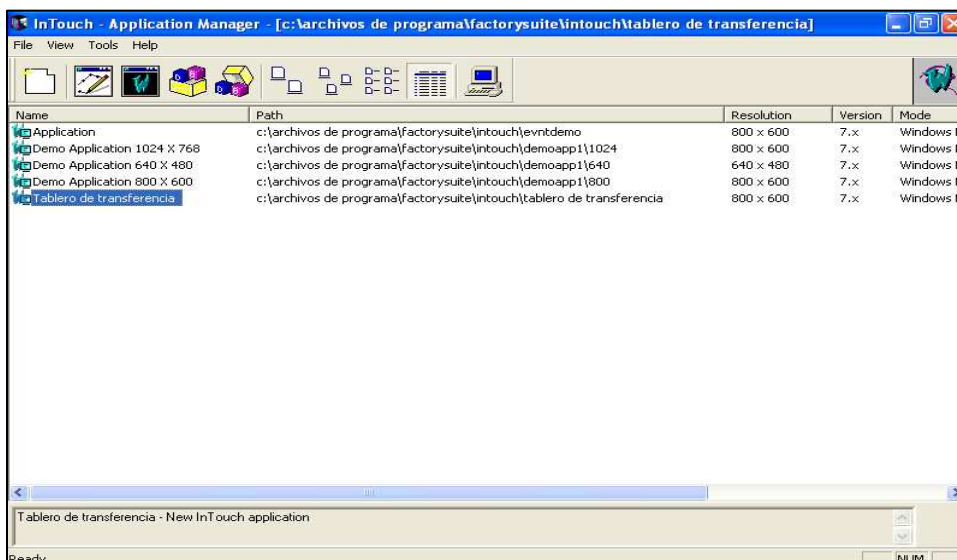 InTouch - Application Manager - [c:\archivos de programa\factorysuite\intouch\tablero de transferencia]
File View Tools Help
Name Path Resolution Version Mode
Application c:\archivos de programa\factorysuite\intouch\evntdemo 800 x 600 7.x Windows
Demo Application 1024 X 768 c:\archivos de programa\factorysuite\intouch\demoapp1\1024 800 x 600 7.x Windows
Demo Application 640 X 480 c:\archivos de programa\factorysuite\intouch\demoapp1\640 640 x 480 7.x Windows
Demo Application 800 X 600 c:\archivos de programa\factorysuite\intouch\demoapp1\800 800 x 600 7.x Windows
Tablero de transferencia c:\archivos de programa\factorysuite\intouch\tablero de transferencia 800 x 600 7.x Windows
Tablero de transferencia - New InTouch application
Ready NUM